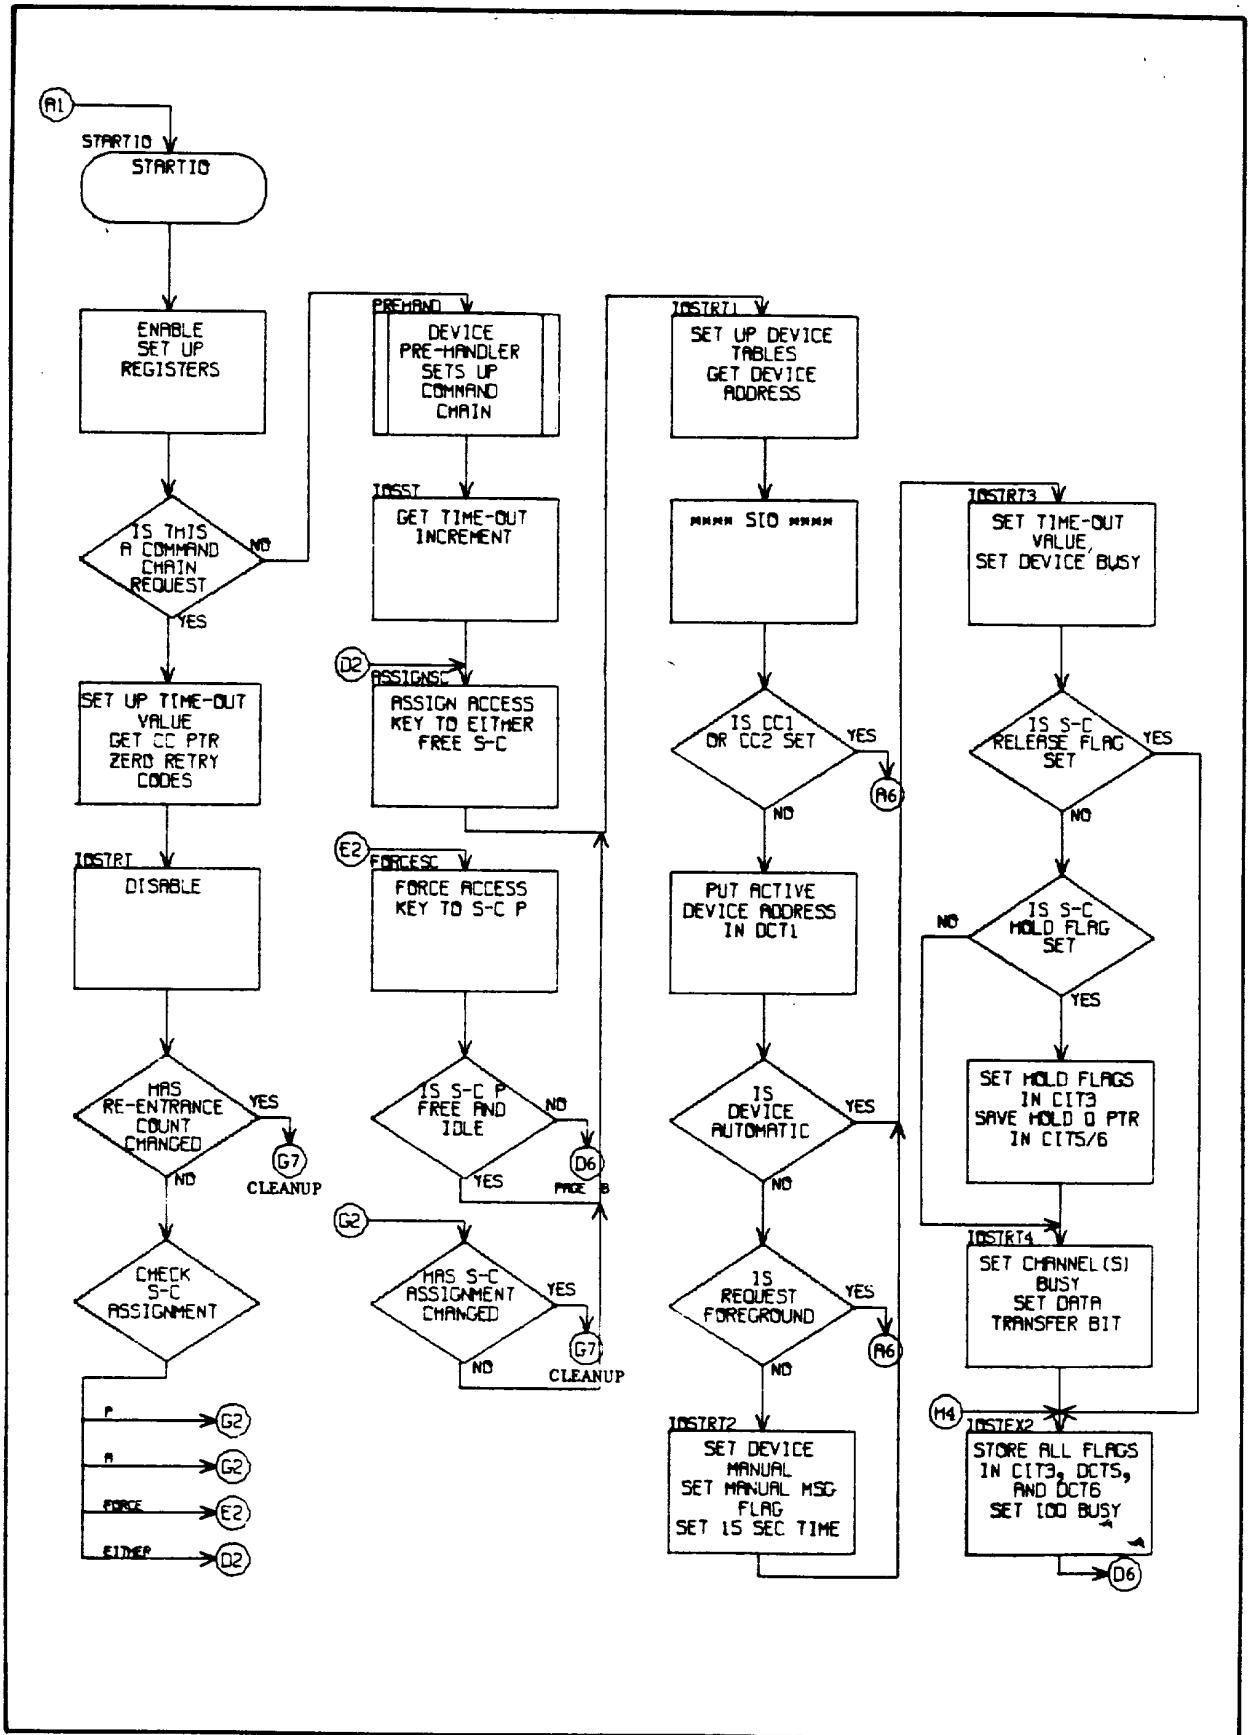 A1
STARTIO
STARTIO
ENABLE
SET UP
REGISTERS
IS THIS
A COMMAND
CHAIN
REQUEST
NO
YES
SET UP TIME-OUT
VALUE
GET CC PTR
ZERO RETRY
CODES
IOSTRT
DISABLE
HAS
RE-ENTRANCE
COUNT
CHANGED
YES
G7
CLEANUP
NO
CHECK
S-C
ASSIGNMENT
P
G2
A
G2
FORCE
E2
EITHER
D2
PREHAND
DEVICE
PRE-HANDLER
SETS UP
COMMAND
CHAIN
IOSST
GET TIME-OUT
INCREMENT
D2
ASSIGNSC
ASSIGN ACCESS
KEY TO EITHER
FREE S-C
E2
FORCESC
FORCE ACCESS
KEY TO S-C P
IS S-C P
FREE AND
IDLE
NO
D6
PAGE B
YES
G2
HAS S-C
ASSIGNMENT
CHANGED
YES
G7
CLEANUP
NO
IOSTRT1
SET UP DEVICE
TABLES
GET DEVICE
ADDRESS
**** SIO ****
IS CC1
OR CC2 SET
YES
A6
NO
PUT ACTIVE
DEVICE ADDRESS
IN DCT1
IS
DEVICE
AUTOMATIC
YES
NO
IS
REQUEST
FOREGROUND
YES
A6
NO
IOSTRT2
SET DEVICE
MANUAL
SET MANUAL MSG
FLAG
SET 15 SEC TIME
IOSTRT3
SET TIME-OUT
VALUE,
SET DEVICE BUSY
IS S-C
RELEASE FLAG
SET
YES
NO
IS S-C
HOLD FLAG
SET
NO
YES
SET HOLD FLAGS
IN CIT3
SAVE HOLD Q PTR
IN CIT5/6
IOSTRT4
SET CHANNEL(S)
BUSY
SET DATA
TRANSFER BIT
H4
IOSTEX2
STORE ALL FLAGS
IN CIT3, DCT5,
AND DCT6
SET IOQ BUSY
D6